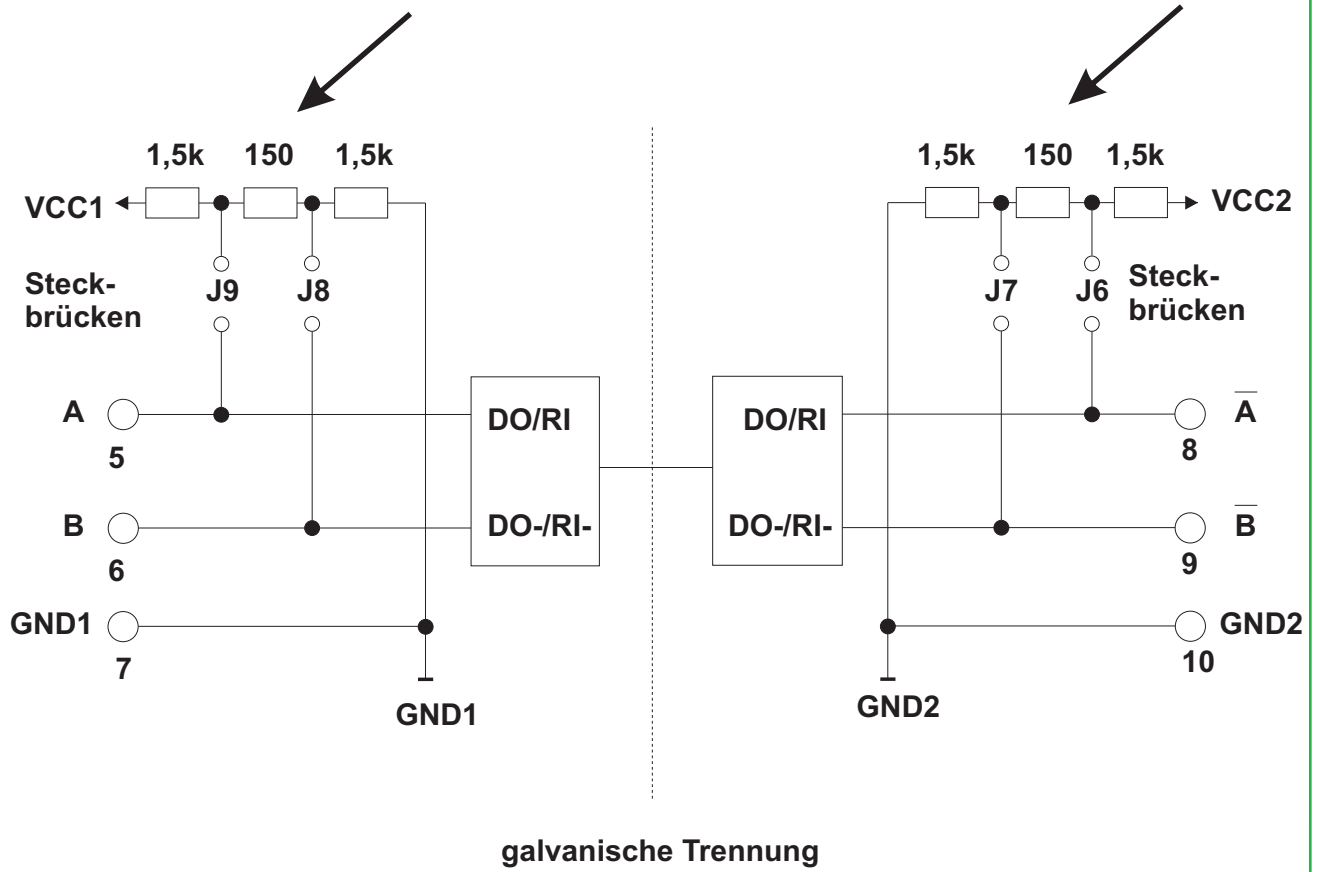 1,5k 150 1,5k
1,5k 150 1,5k
VCC1
VCC2
Steck-
brücken
J9 J8
J7 J6
Steck-
brücken
A
5
DO/RI
DO/RI
A̅
8
B
6
DO-/RI-
DO-/RI-
B̅
9
GND1
7
GND2
10
GND1
GND2
galvanische Trennung